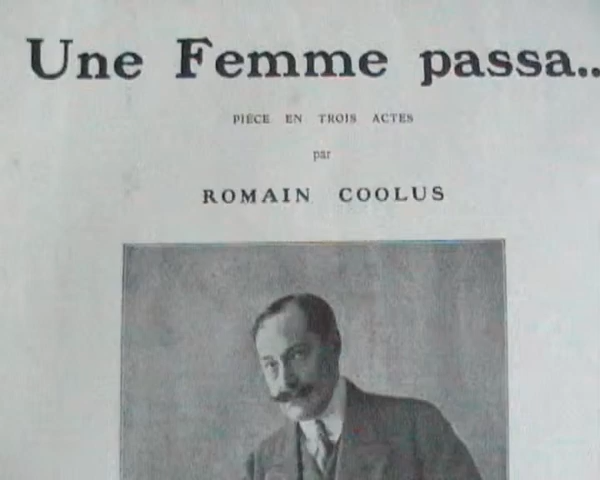 Une Femme passa..
PIÈCE EN TROIS ACTES
par
ROMAIN COOLUS